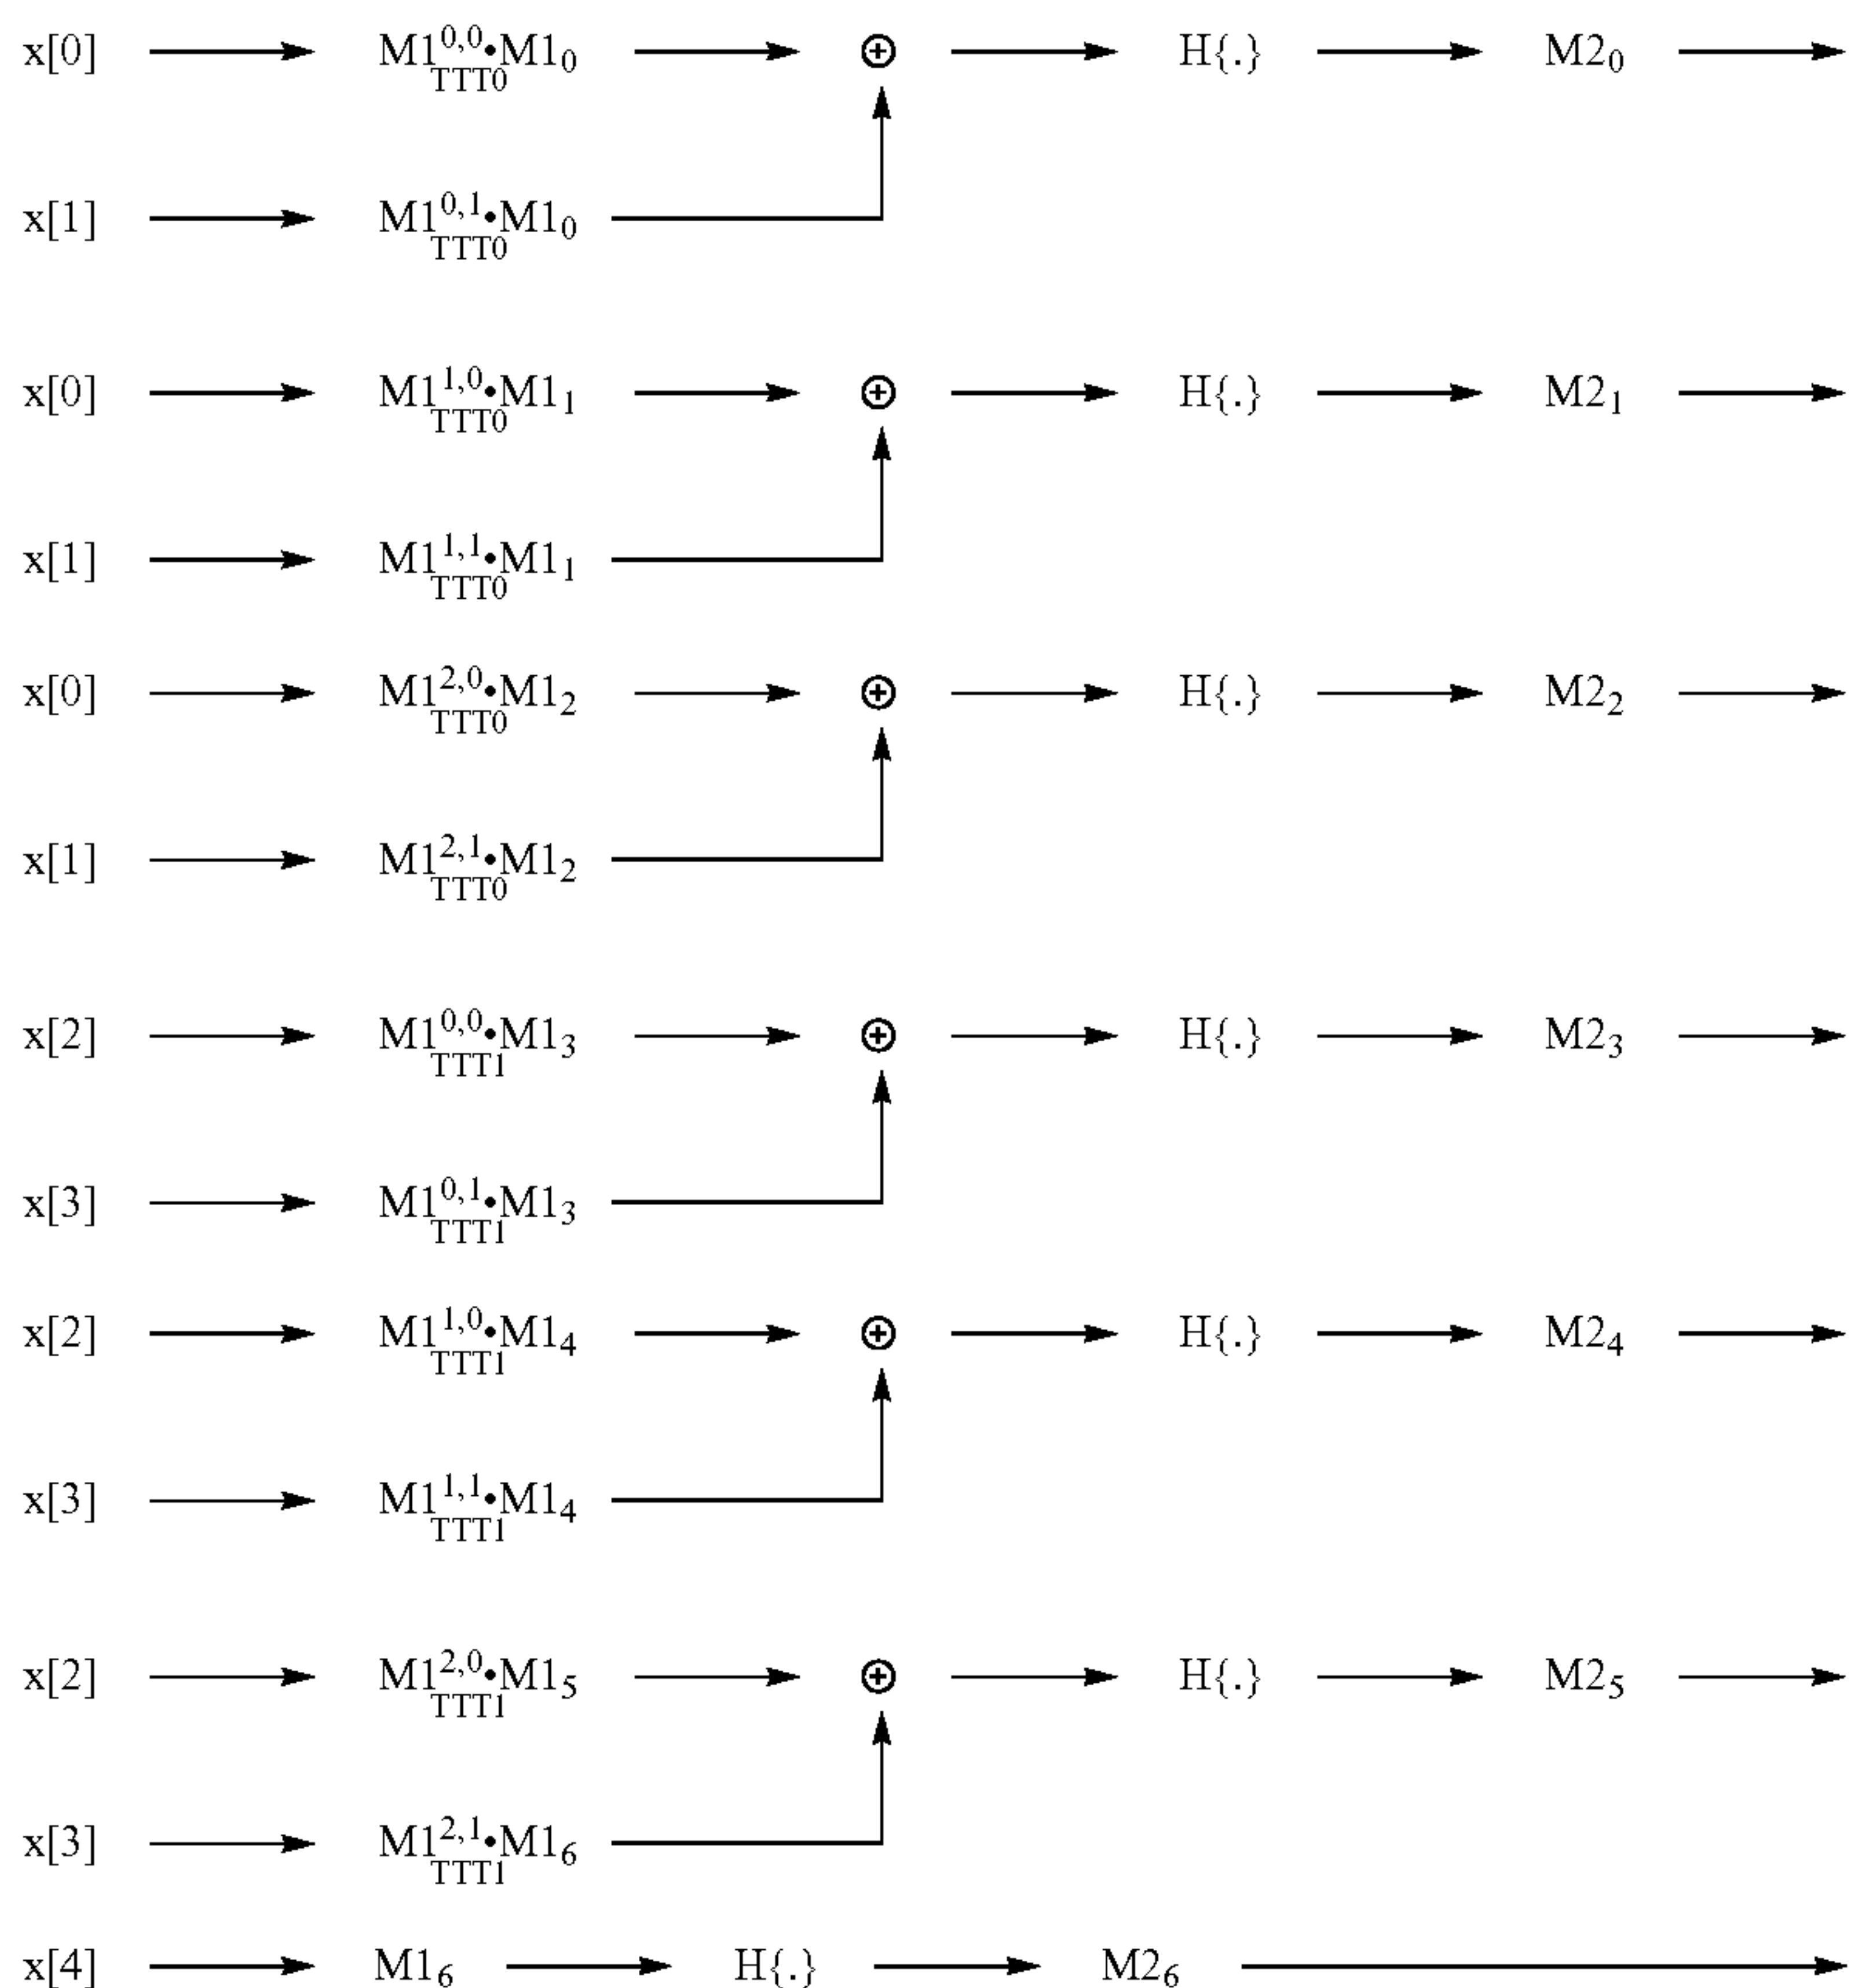 x[0] M1^{0,0}_{TTT0}•M1_0 ⊕ H{.} M2_0
x[1] M1^{0,1}_{TTT0}•M1_0
x[0] M1^{1,0}_{TTT0}•M1_1 ⊕ H{.} M2_1
x[1] M1^{1,1}_{TTT0}•M1_1
x[0] M1^{2,0}_{TTT0}•M1_2 ⊕ H{.} M2_2
x[1] M1^{2,1}_{TTT0}•M1_2
x[2] M1^{0,0}_{TTT1}•M1_3 ⊕ H{.} M2_3
x[3] M1^{0,1}_{TTT1}•M1_3
x[2] M1^{1,0}_{TTT1}•M1_4 ⊕ H{.} M2_4
x[3] M1^{1,1}_{TTT1}•M1_4
x[2] M1^{2,0}_{TTT1}•M1_5 ⊕ H{.} M2_5
x[3] M1^{2,1}_{TTT1}•M1_6
x[4] M1_6 H{.} M2_6